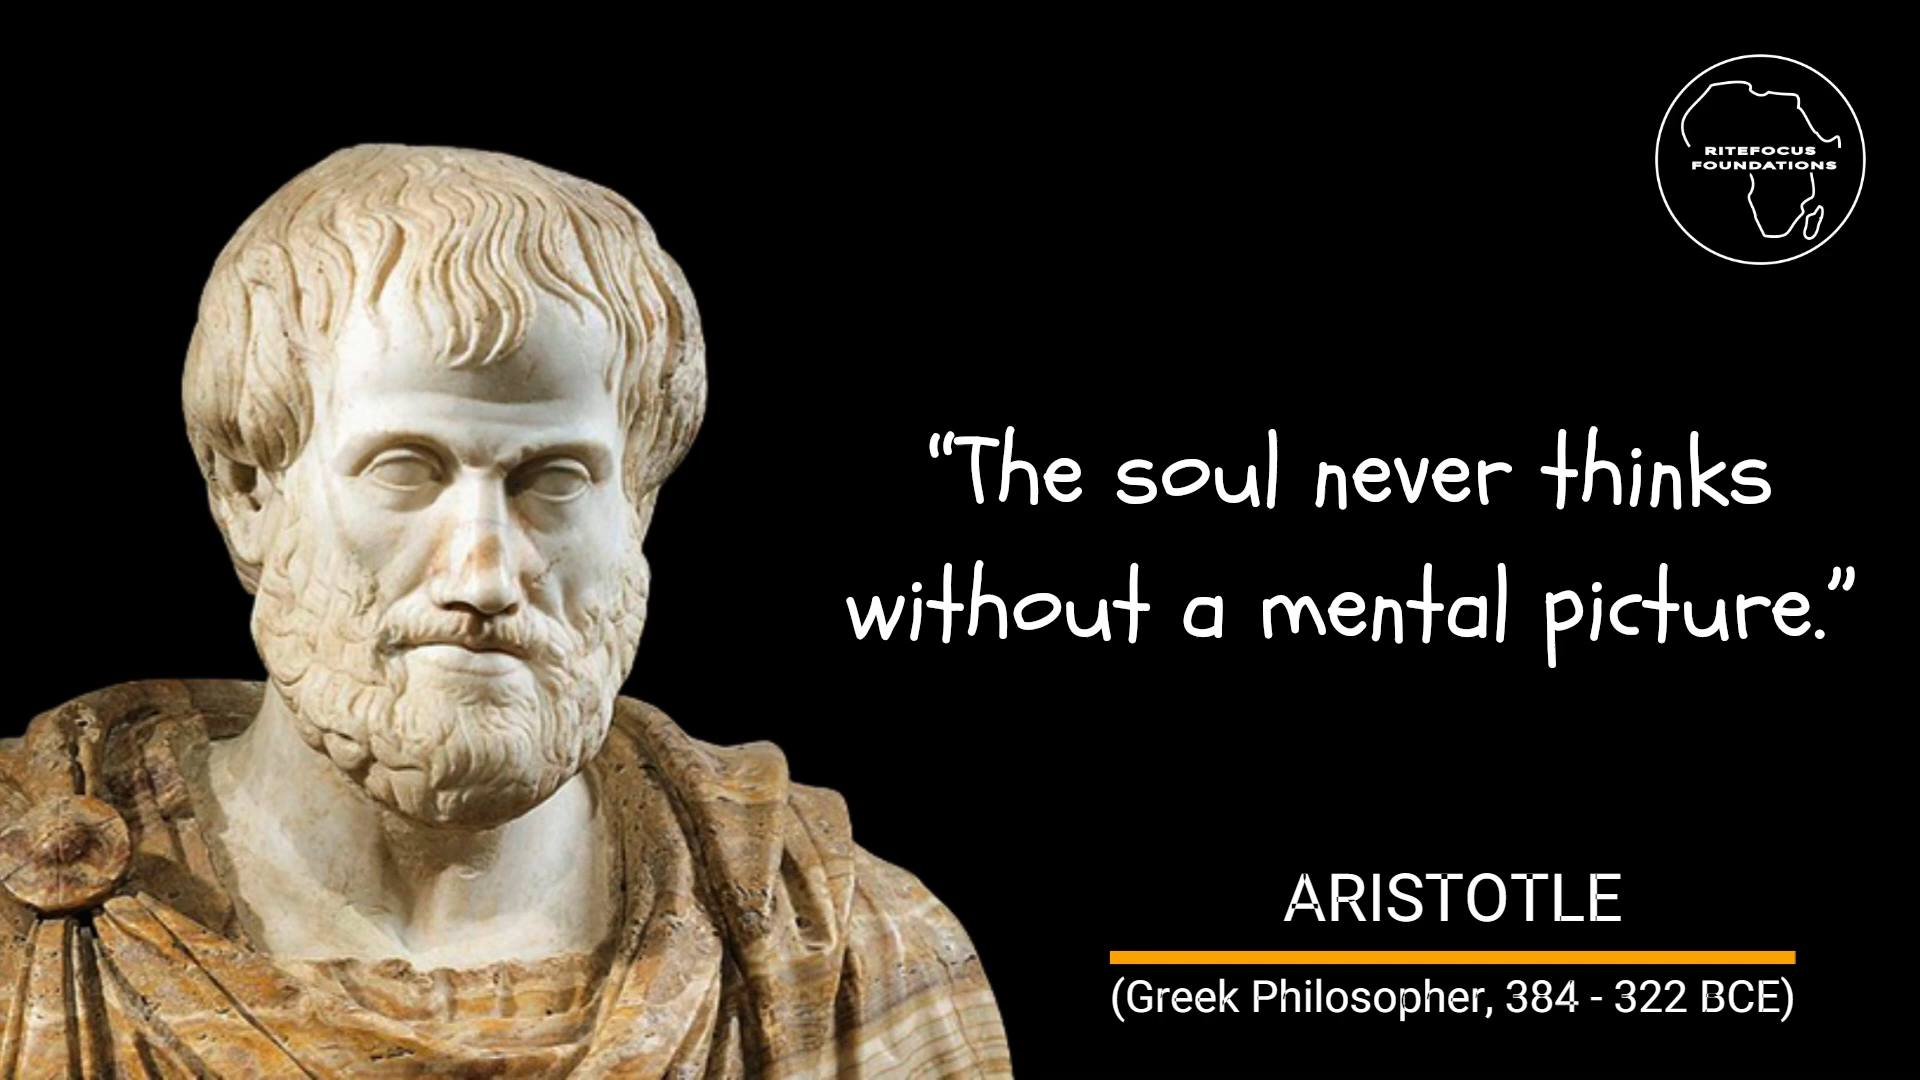 RITEFOCUS
FOUNDATIONS
“The soul never thinks
without a mental picture.”
ARISTOTLE
(Greek Philosopher, 384 - 322 BCE)